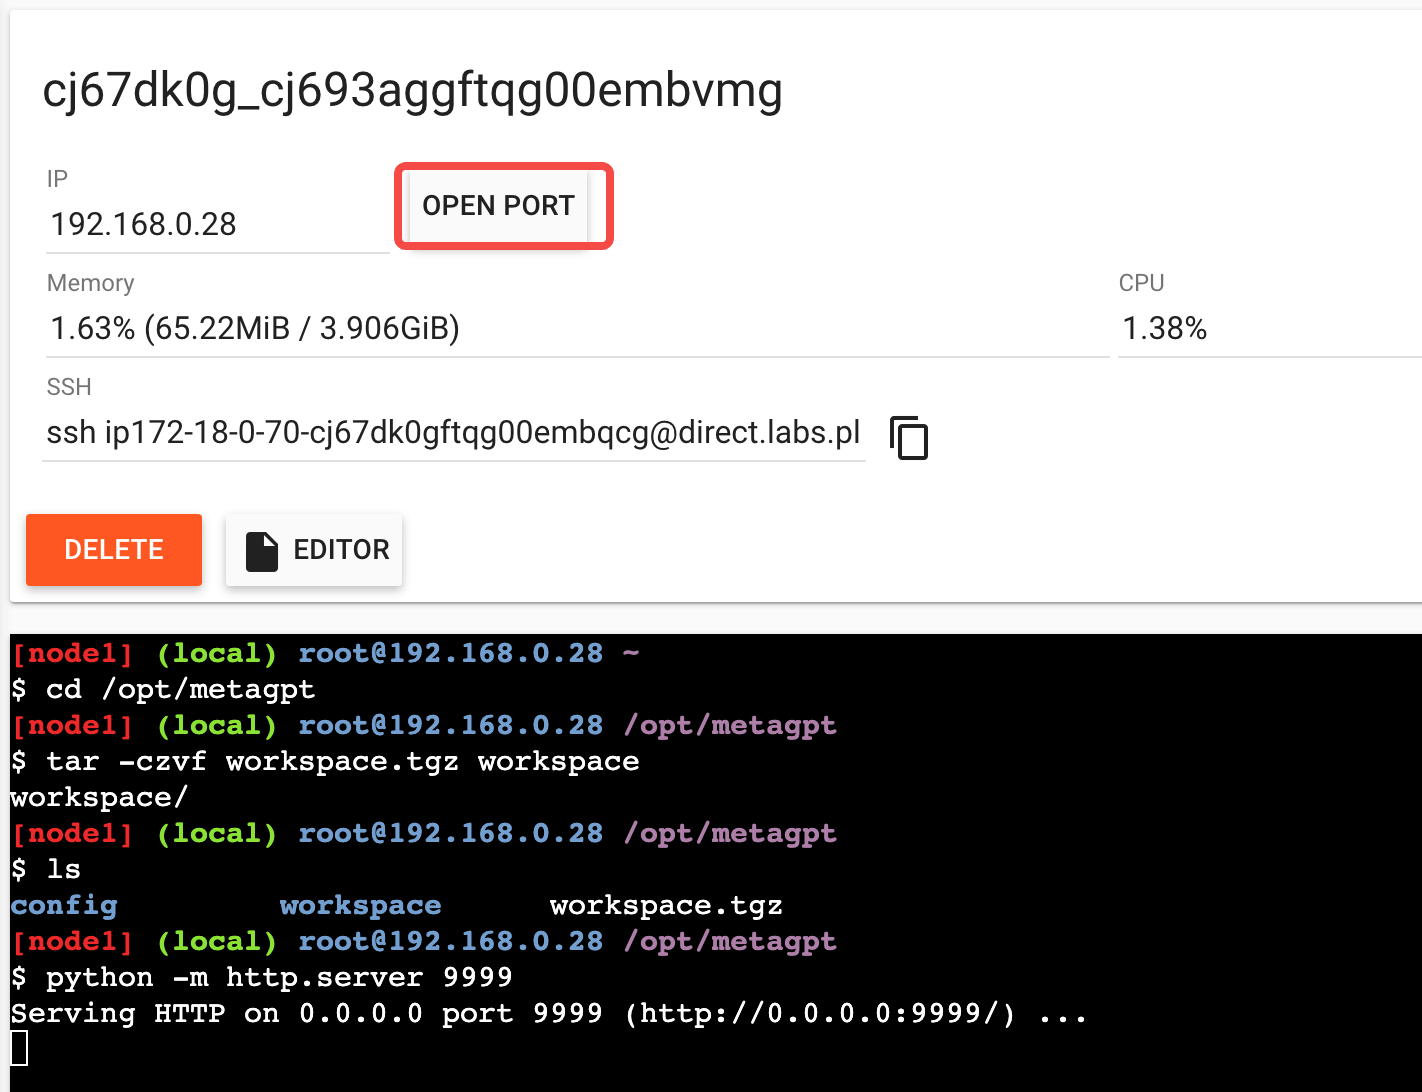 cj67dk0g_cj693aggftqg00embvmg
IP
192.168.0.28
OPEN PORT
Memory
1.63% (65.22MiB / 3.906GiB)
CPU
1.38%
SSH
ssh ip172-18-0-70-cj67dk0gftqg00embqcg@direct.labs.pl
DELETE
EDITOR
[node1] (local) root@192.168.0.28 ~
$ cd /opt/metagpt
[node1] (local) root@192.168.0.28 /opt/metagpt
$ tar -czvf workspace.tgz workspace
workspace/
[node1] (local) root@192.168.0.28 /opt/metagpt
$ ls
config workspace workspace.tgz
[node1] (local) root@192.168.0.28 /opt/metagpt
$ python -m http.server 9999
Serving HTTP on 0.0.0.0 port 9999 (http://0.0.0.0:9999/) ...